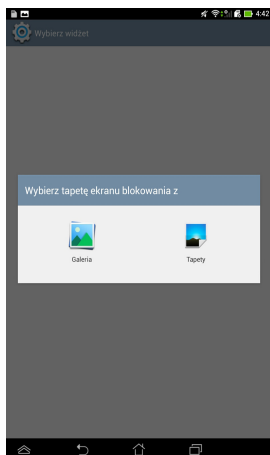 4:42
Wybierz widżet
Wybierz tapetę ekranu blokowania z
Galeria
Tapety